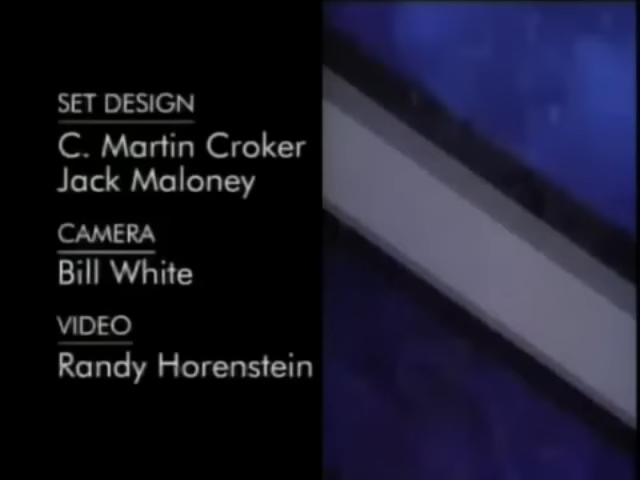 SET DESIGN
C. Martin Croker
Jack Maloney
CAMERA
Bill White
VIDEO
Randy Horenstein